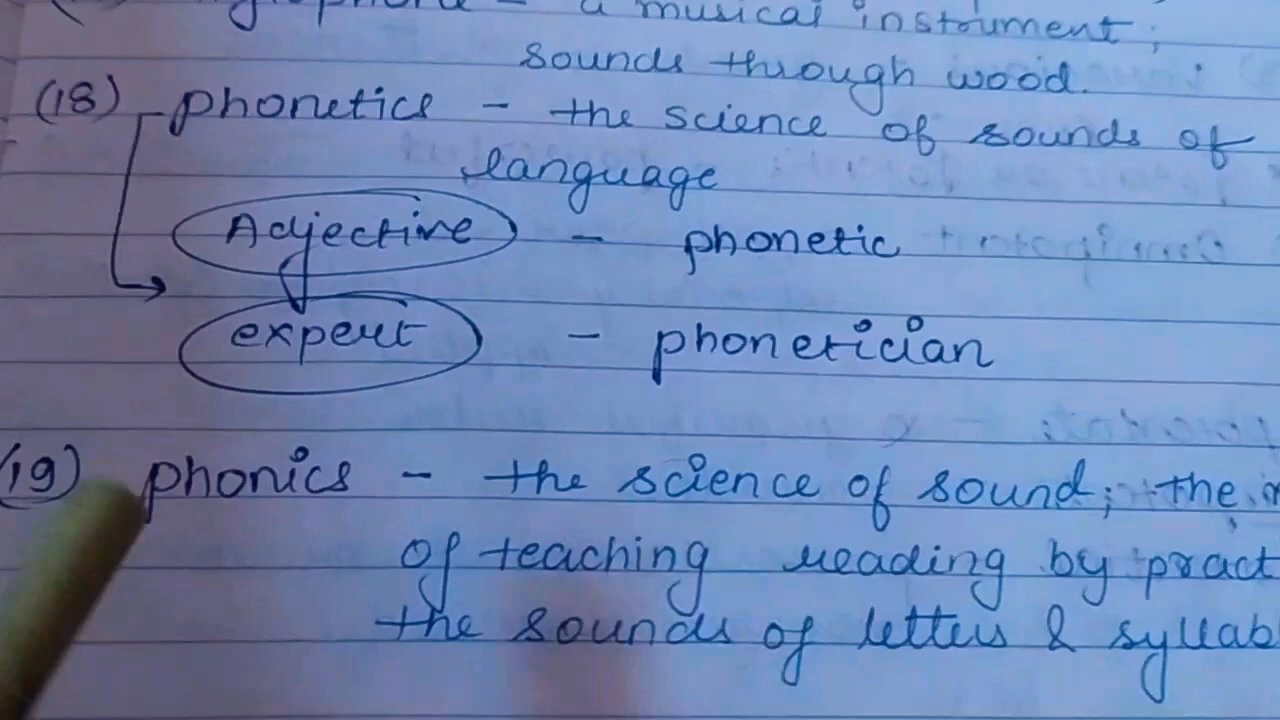 a musical instrument;
sounds through wood.
(18) phonetics - the science of sounds of
language
Adjective - phonetic
expert - phonetician
(19) phonics - the science of sound; the
of teaching reading by pract
the sounds of letters & syllab